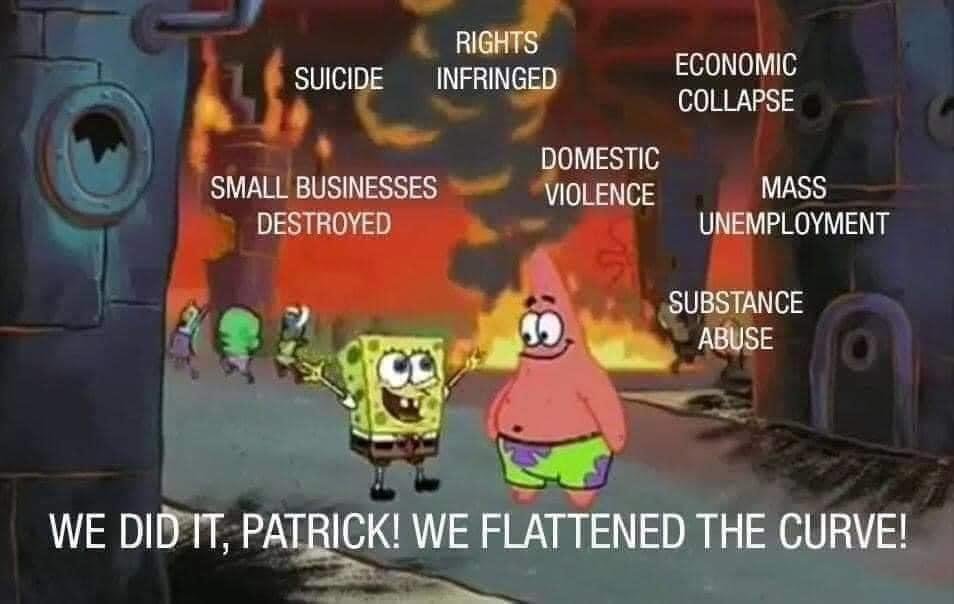 RIGHTS
INFRINGED
SUICIDE
ECONOMIC
COLLAPSE
DOMESTIC
VIOLENCE
SMALL BUSINESSES
DESTROYED
MASS
UNEMPLOYMENT
SUBSTANCE
ABUSE
WE DID IT, PATRICK! WE FLATTENED THE CURVE!